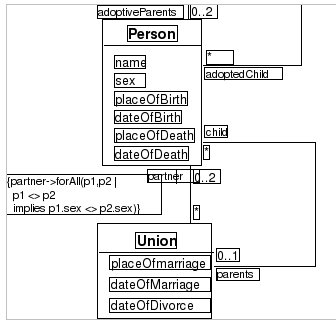 adoptiveParents 0..2
Person
*
name
adoptedChild
sex
placeOfBirth
dateOfBirth
placeOfDeath
child
dateOfDeath
*
partner 0..2
{partner->forAll(p1,p2 |
p1 <> p2
implies p1.sex <> p2.sex)}
*
Union
0..1
placeOfmarriage
parents
dateOfMarriage
dateOfDivorce